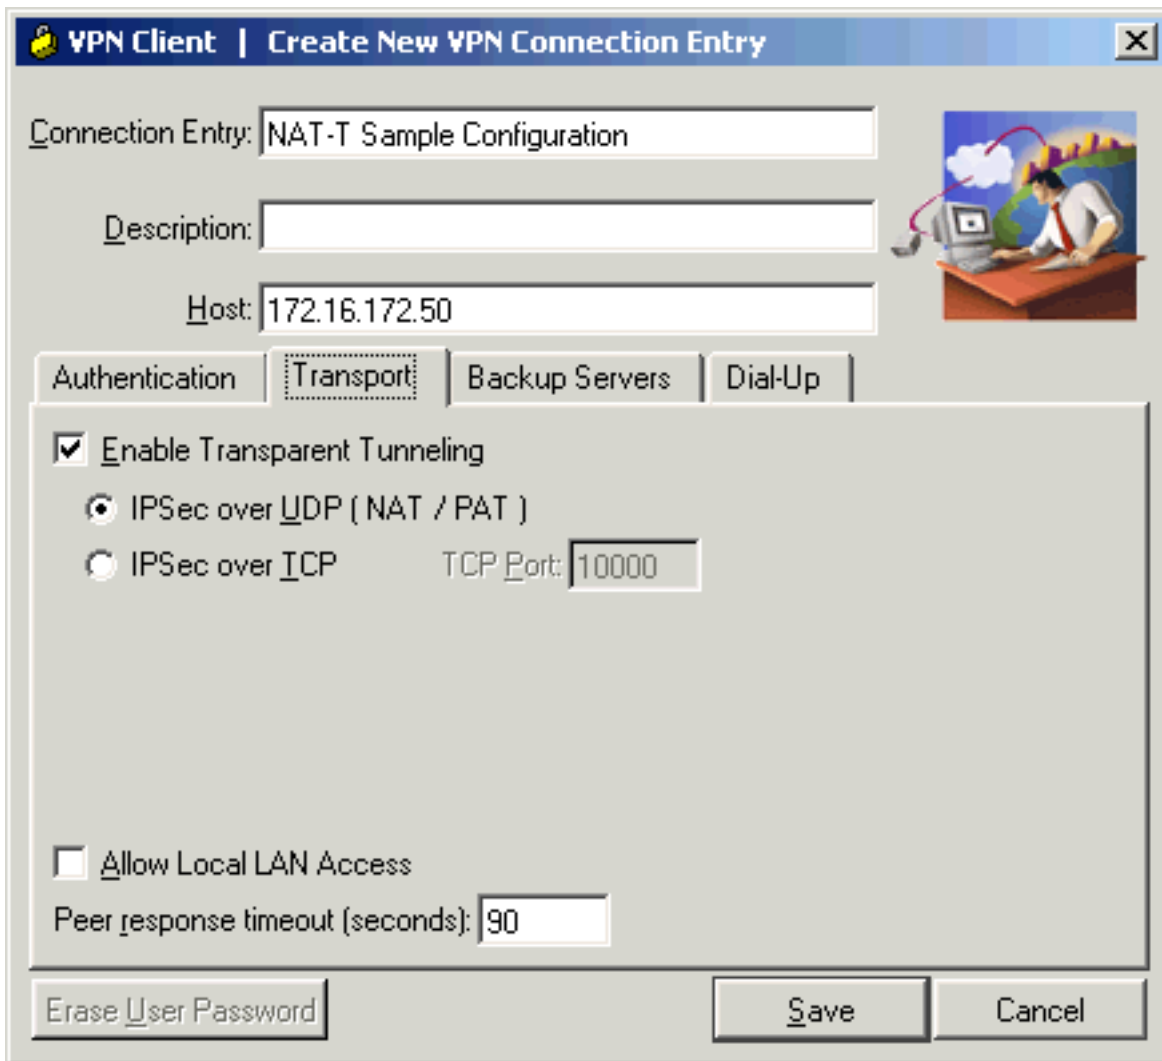 VPN Client | Create New VPN Connection Entry
Connection Entry: NAT-T Sample Configuration
Description:
Host: 172.16.172.50
Authentication Transport Backup Servers Dial-Up
Enable Transparent Tunneling
IPSec over UDP ( NAT / PAT )
IPSec over TCP TCP Port: 10000
Allow Local LAN Access
Peer response timeout (seconds): 90
Erase User Password Save Cancel